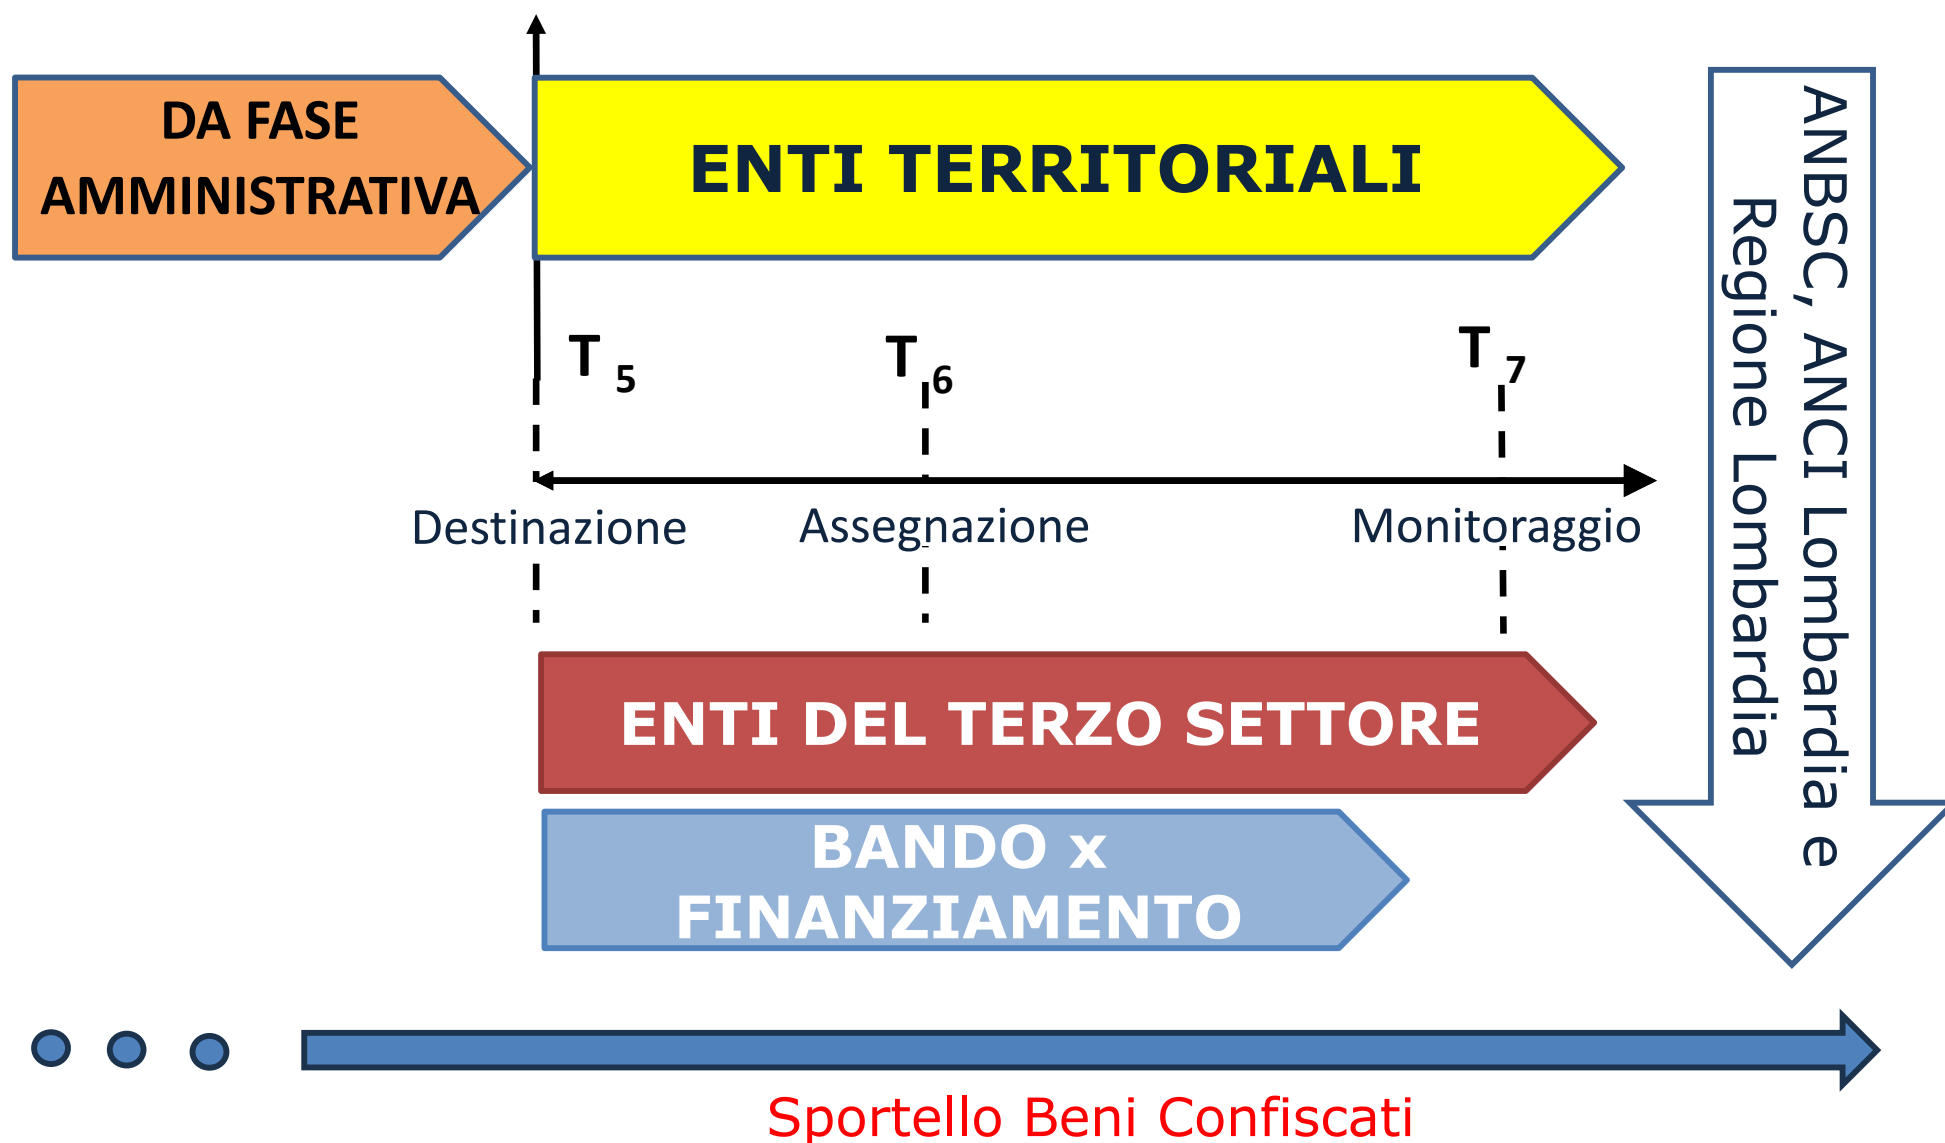 DA FASE
AMMINISTRATIVA
ENTI TERRITORIALI
T 5
T 6
T 7
Destinazione
Assegnazione
Monitoraggio
ENTI DEL TERZO SETTORE
BANDO x
FINANZIAMENTO
ANBSC, ANCI Lombardia e
Regione Lombardia
Sportello Beni Confiscati